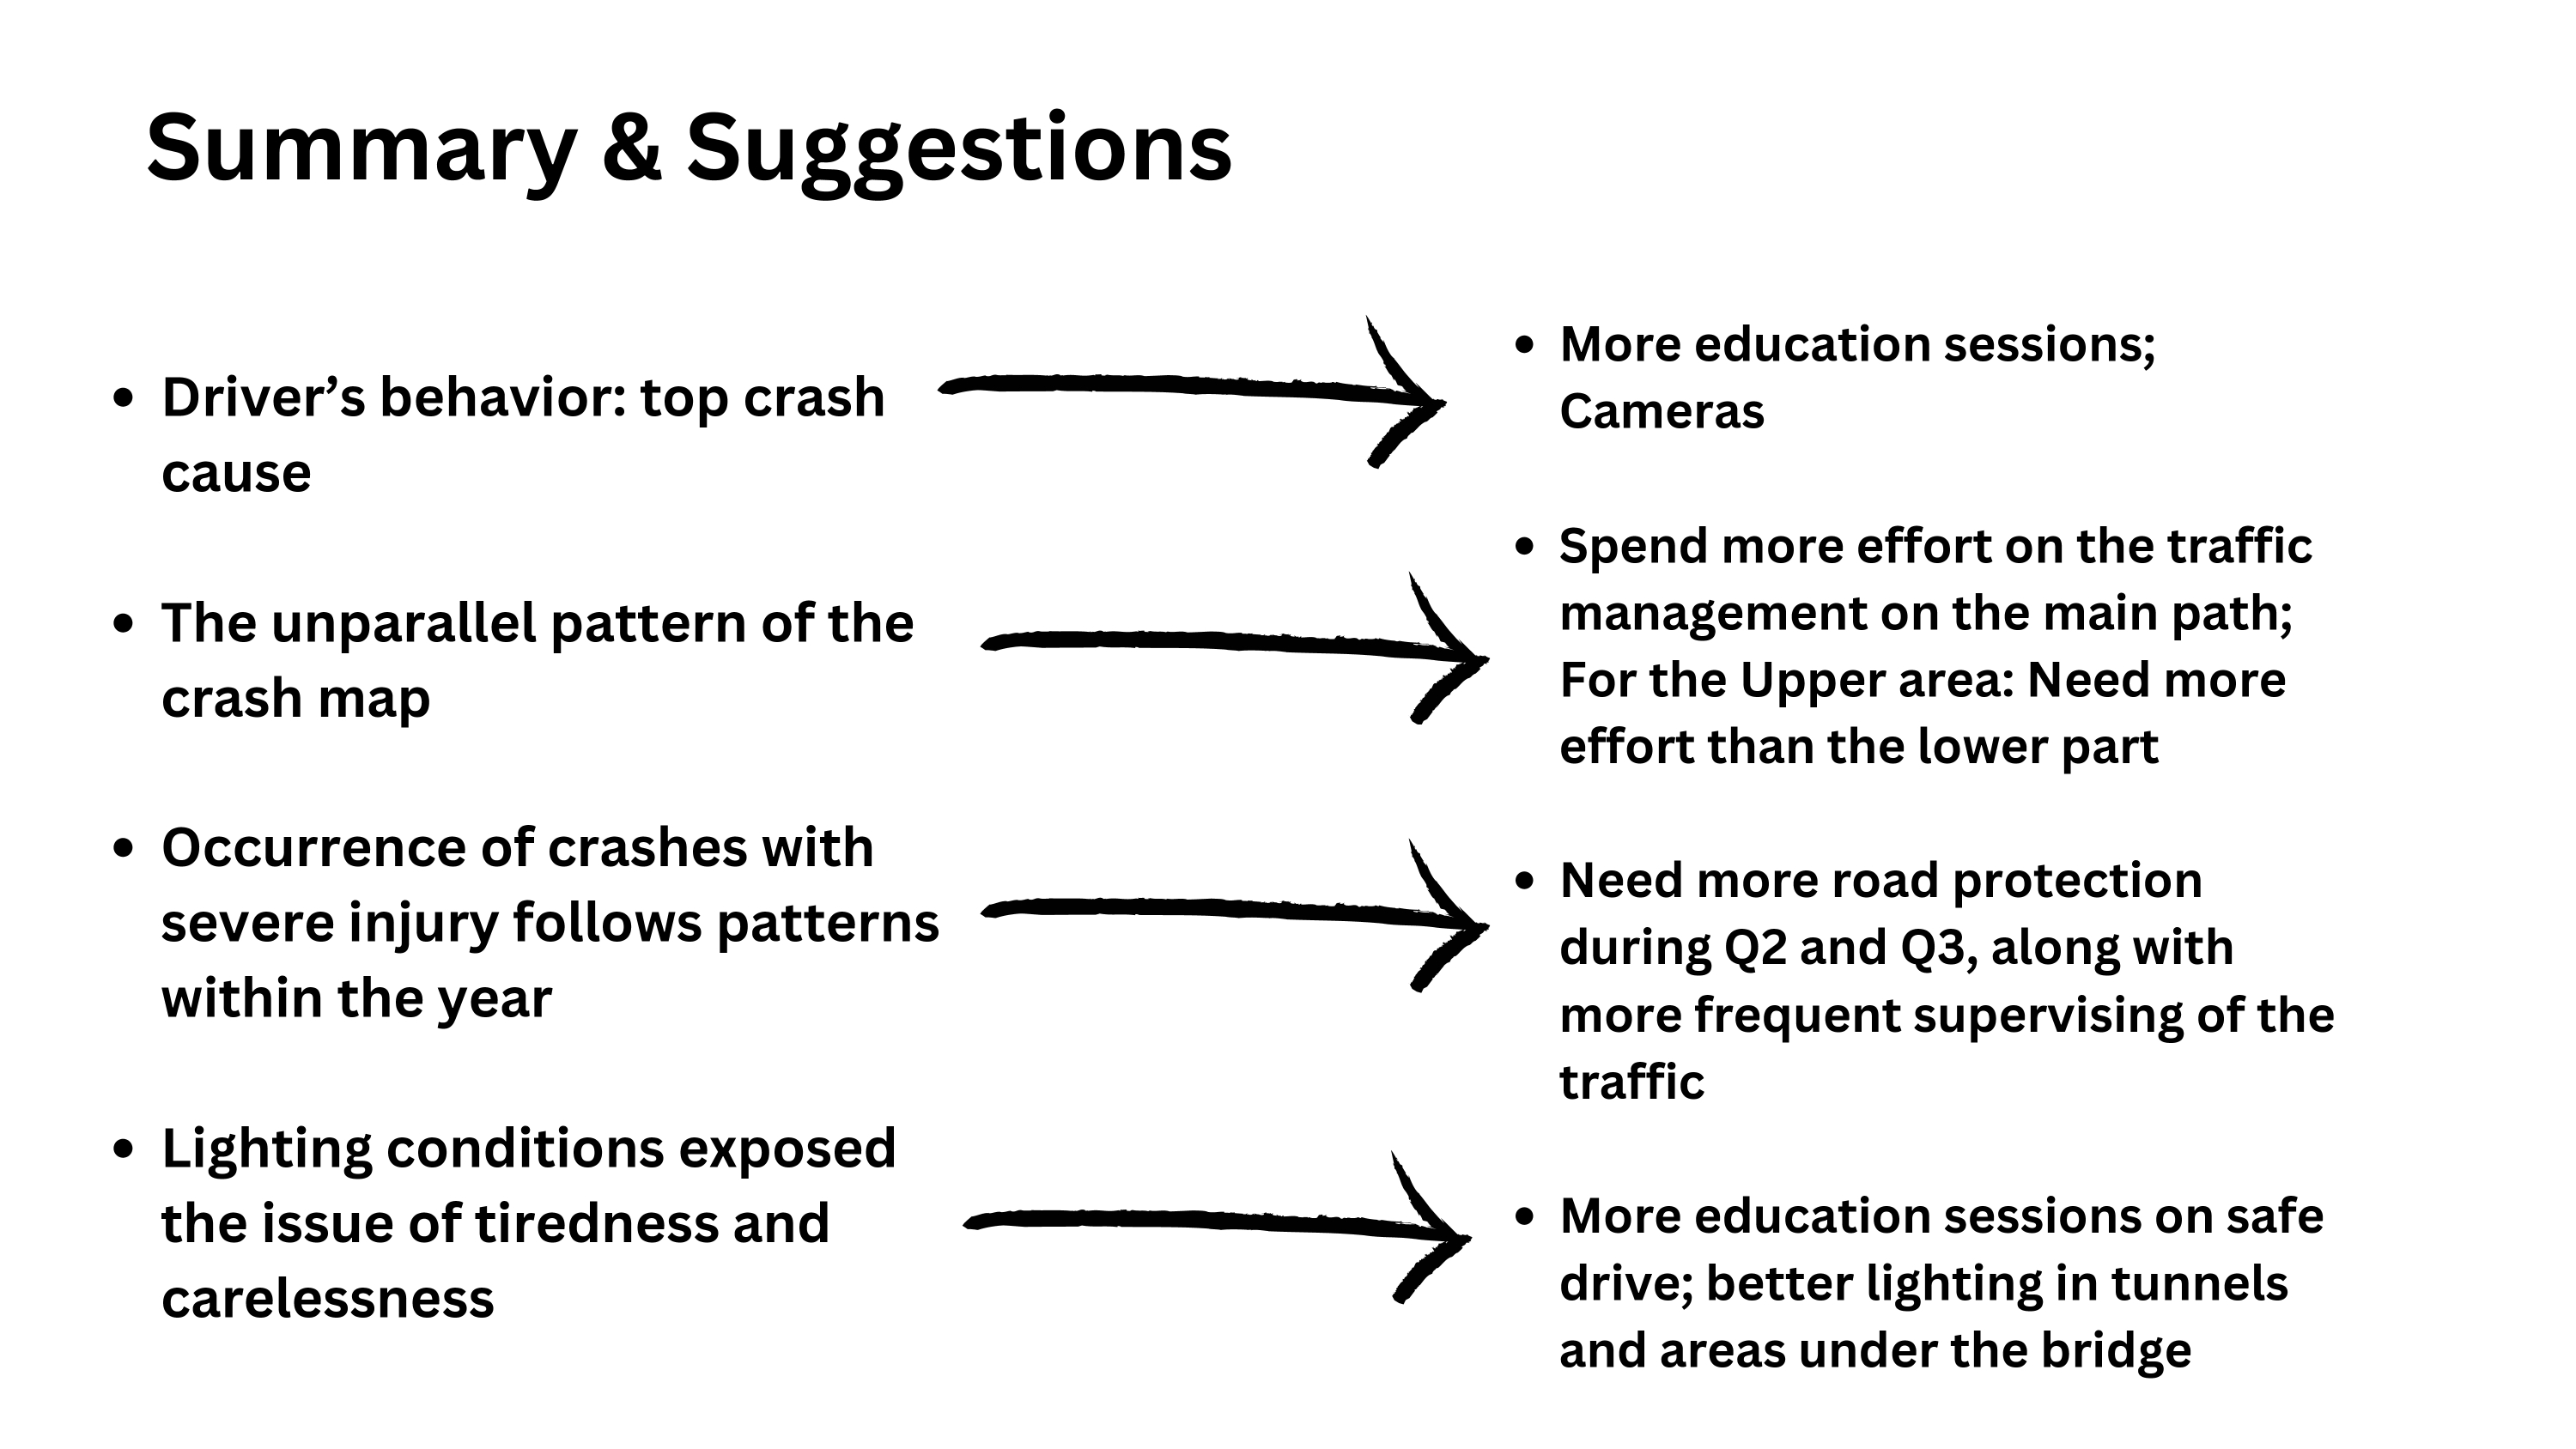 Summary & Suggestions
• Driver’s behavior: top crash
cause
• The unparallel pattern of the
crash map
• Occurrence of crashes with
severe injury follows patterns
within the year
• Lighting conditions exposed
the issue of tiredness and
carelessness
• More education sessions;
Cameras
• Spend more effort on the traffic
management on the main path;
For the Upper area: Need more
effort than the lower part
• Need more road protection
during Q2 and Q3, along with
more frequent supervising of the
traffic
• More education sessions on safe
drive; better lighting in tunnels
and areas under the bridge